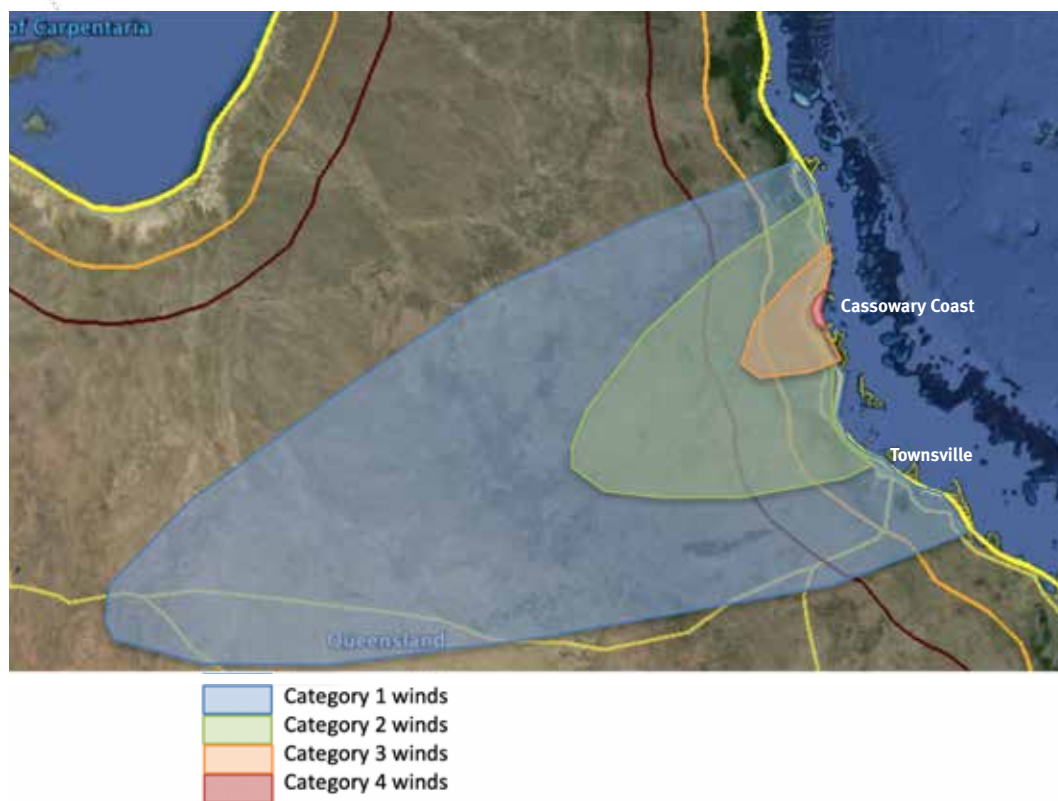 of Carpentaria
Cassowary Coast
Townsville
Queensland
Category 1 winds
Category 2 winds
Category 3 winds
Category 4 winds